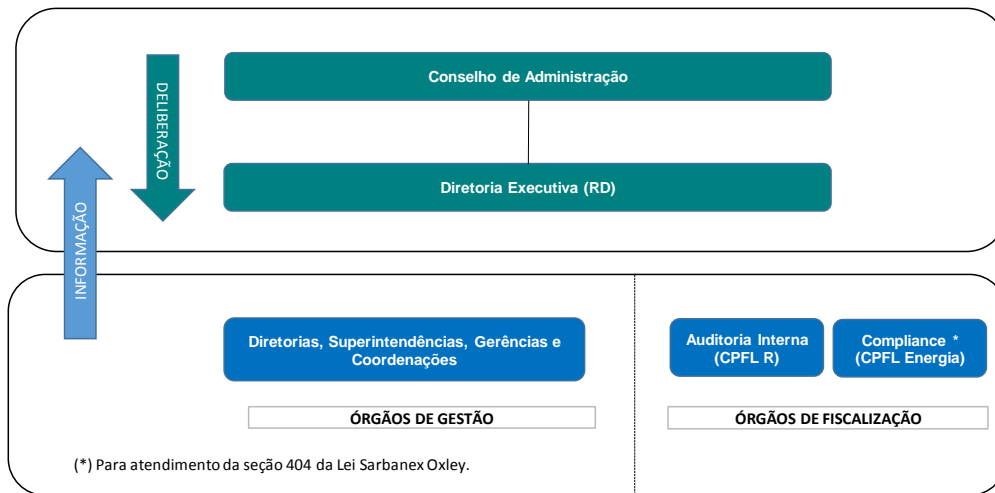 Conselho de Administração
DELIBERAÇÃO
Diretoria Executiva (RD)
INFORMAÇÃO
Diretorias, Superintendências, Gerências e
Coordenações
Auditoria Interna
(CPFL R)
Compliance *
(CPFL Energia)
ÓRGÃOS DE GESTÃO
ÓRGÃOS DE FISCALIZAÇÃO
(*) Para atendimento da seção 404 da Lei Sarbanex Oxley.